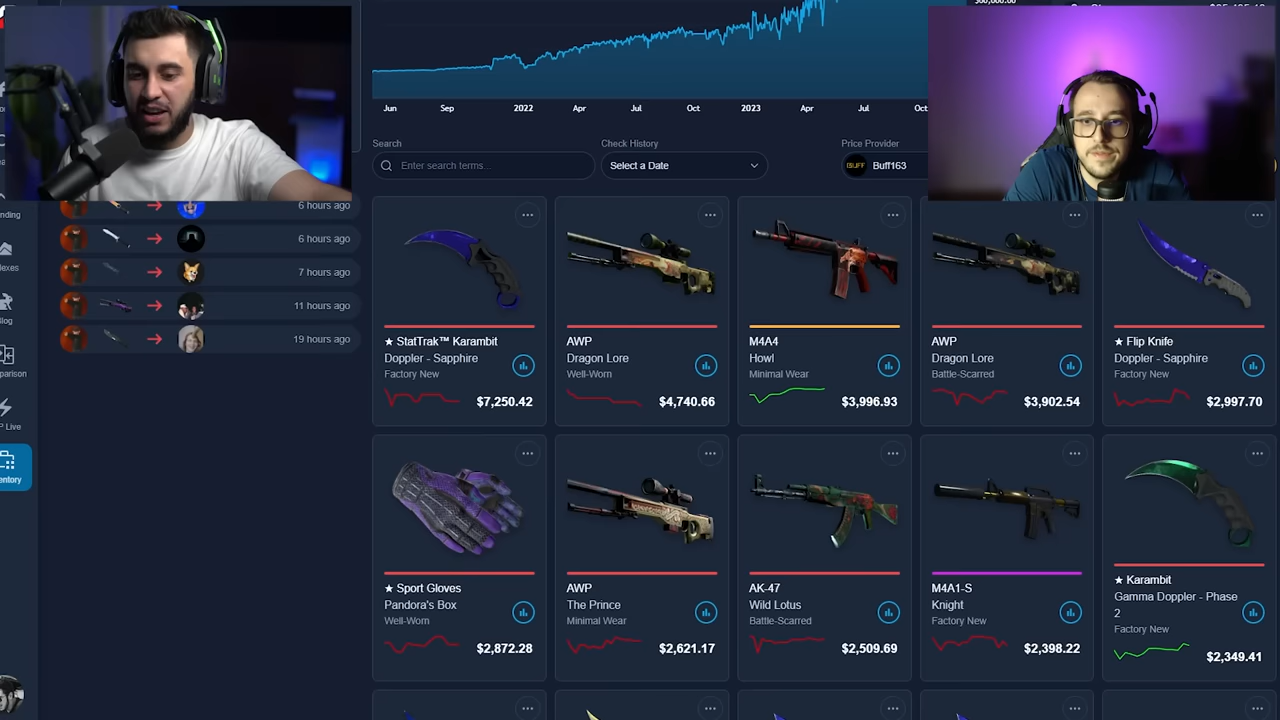 Jun Sep 2022 Apr Jul Oct 2023 Apr Jul
Search
Check History
Price Provider
Enter search terms...
Select a Date
BUFF Buff163
6 hours ago
6 hours ago
7 hours ago
11 hours ago
19 hours ago
★ StatTrak™ Karambit
Doppler - Sapphire
Factory New
$7,250.42
AWP
Dragon Lore
Well-Worn
$4,740.66
M4A4
Howl
Minimal Wear
$3,996.93
AWP
Dragon Lore
Battle-Scarred
$3,902.54
★ Flip Knife
Doppler - Sapphire
Factory New
$2,997.70
★ Sport Gloves
Pandora's Box
Well-Worn
$2,872.28
AWP
The Prince
Minimal Wear
$2,621.17
AK-47
Wild Lotus
Battle-Scarred
$2,509.69
M4A1-S
Knight
Factory New
$2,398.22
★ Karambit
Gamma Doppler - Phase
2
Factory New
$2,349.41